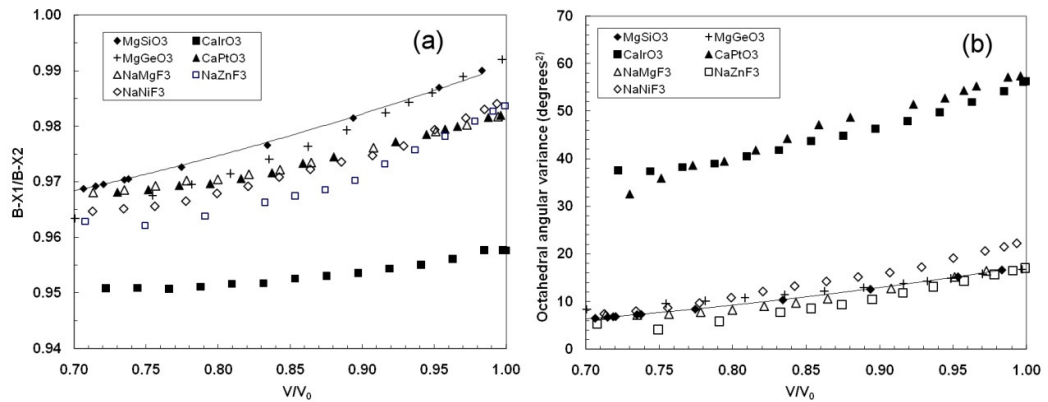 1.00
0.99
0.98
0.97
0.96
0.95
0.94
B-X1/B-X2
MgSiO3
CaIrO3
MgGeO3
CaPtO3
NaMgF3
NaZnF3
NaNiF3
(a)
0.70 0.75 0.80 0.85 0.90 0.95 1.00
V/V₀
70
60
50
40
30
20
10
0
Octahedral angular variance (degrees²)
MgSiO3
MgGeO3
CaIrO3
CaPtO3
NaMgF3
NaZnF3
NaNiF3
(b)
0.70 0.75 0.80 0.85 0.90 0.95 1.00
V/V₀